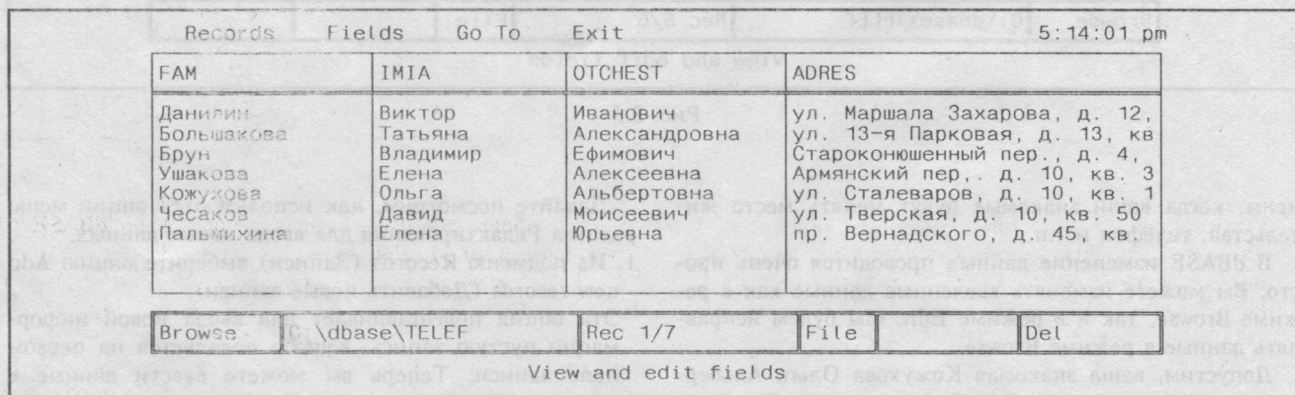 Records Fields Go To Exit 5:14:01 pm
FAM IMIA OTCHEST ADRES
Данилин Виктор Иванович ул. Маршала Захарова, д. 12,
Большакова Татьяна Александровна ул. 13-я Парковая, д. 13, кв
Брун Владимир Ефимович Староконюшенный пер., д. 4,
Ушакова Елена Алексеевна Армянский пер,. д. 10, кв. 3
Кожухова Ольга Альбертовна ул. Сталеваров, д. 10, кв. 1
Чесаков Давид Моисеевич ул. Тверская, д. 10, кв. 50
Пальмахина Елена Юрьевна пр. Вернадского, д. 45, кв.
Browse C:\dbase\TELEF Rec 1/7 File Del
View and edit fields